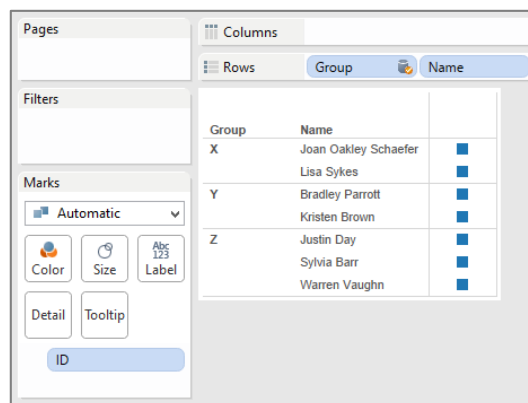 Pages
Columns
Rows Group Name
Filters
Group Name
X Joan Oakley Schaefer
Lisa Sykes
Y Bradley Parrott
Kristen Brown
Z Justin Day
Sylvia Barr
Warren Vaughn
Marks
Automatic
Color Size Abc 123 Label
Detail Tooltip
ID